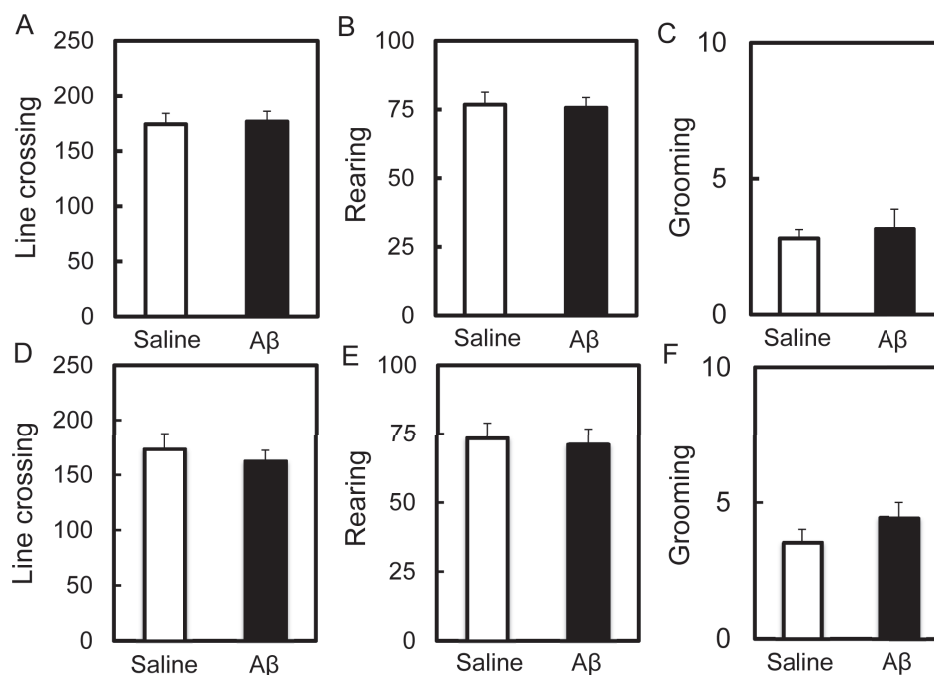 A
Line crossing
250
200
150
100
50
0
Saline
Aβ
B
Rearing
100
75
50
25
0
Saline
Aβ
C
Grooming
10
5
0
Saline
Aβ
D
Line crossing
250
200
150
100
50
0
Saline
Aβ
E
Rearing
100
75
50
25
0
Saline
Aβ
F
Grooming
10
5
0
Saline
Aβ